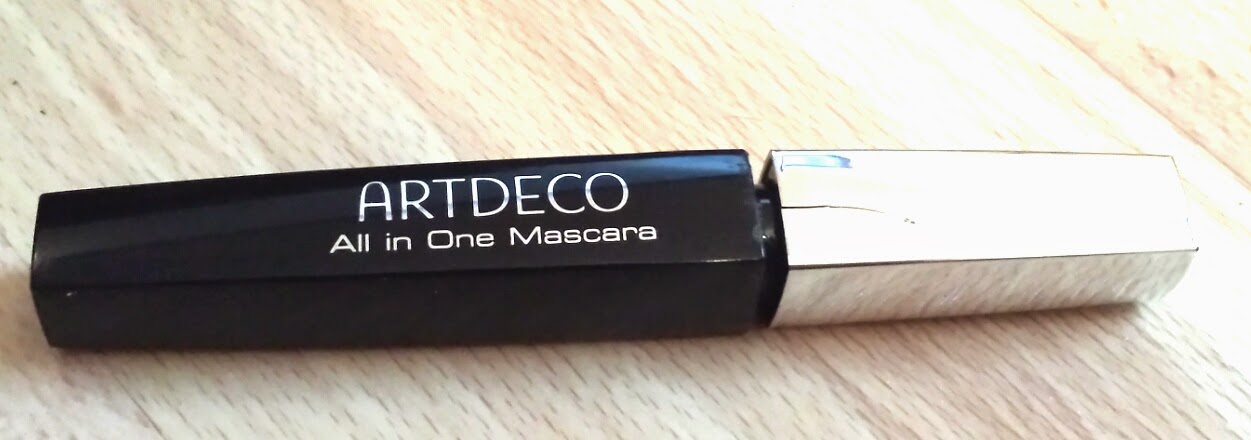 ARTDECO
All in One Mascara